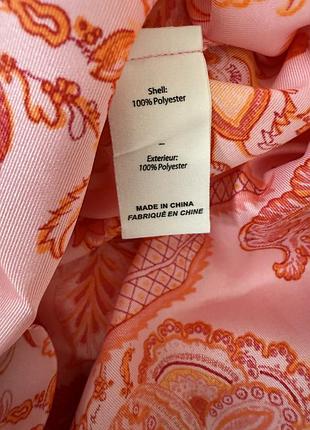 Shell:
100% Polyester
–
Exterieur:
100% Polyester
MADE IN CHINA
FABRIQUÉ EN CHINE